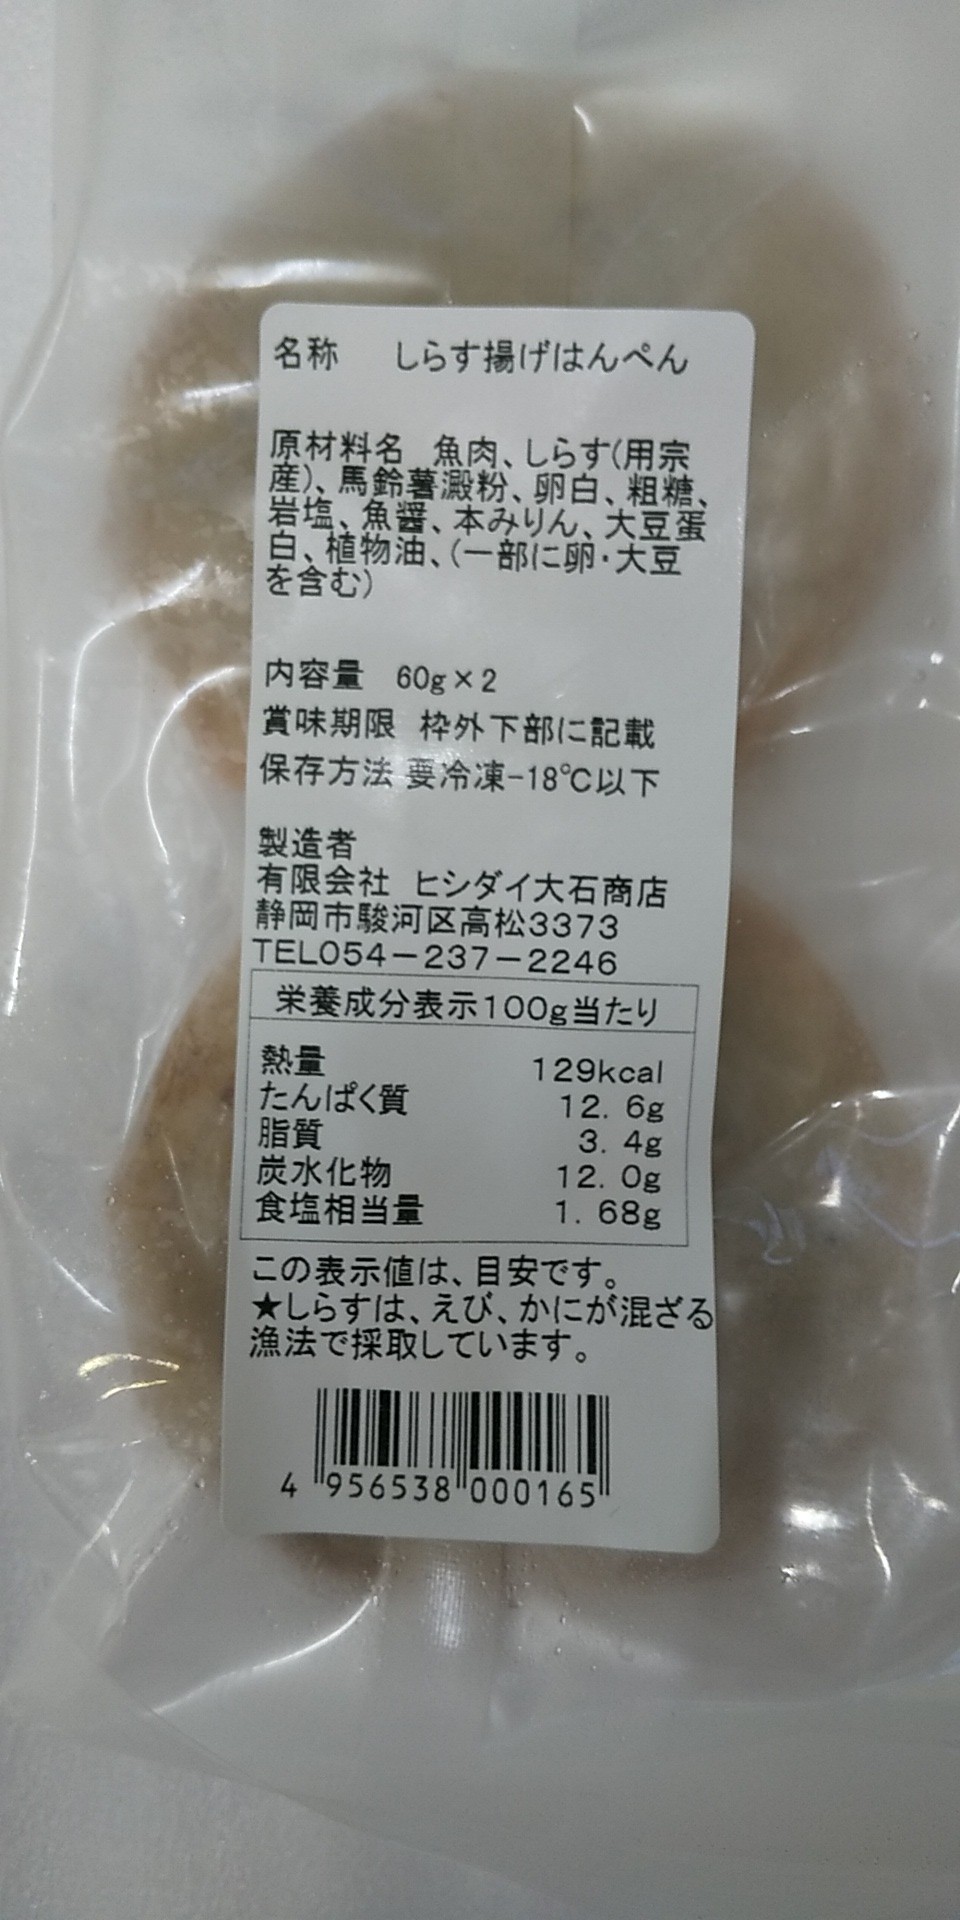 名称　しらす揚げはんぺん
原材料名　魚肉、しらす(用宗
産)、馬鈴薯澱粉、卵白、粗糖、
岩塩、魚醤、本みりん、大豆蛋
白、植物油、(一部に卵・大豆
を含む)
内容量　60g×2
賞味期限　枠外下部に記載
保存方法 要冷凍-18℃以下
製造者
有限会社　ヒシダイ大石商店
静岡市駿河区高松3373
TEL054－237－2246
栄養成分表示100g当たり
熱量　129kcal
たんぱく質　12. 6g
脂質　3. 4g
炭水化物　12. 0g
食塩相当量　1. 68g
この表示値は、目安です。
★しらすは、えび、かにが混ざる
漁法で採取しています。
4 956538 000165